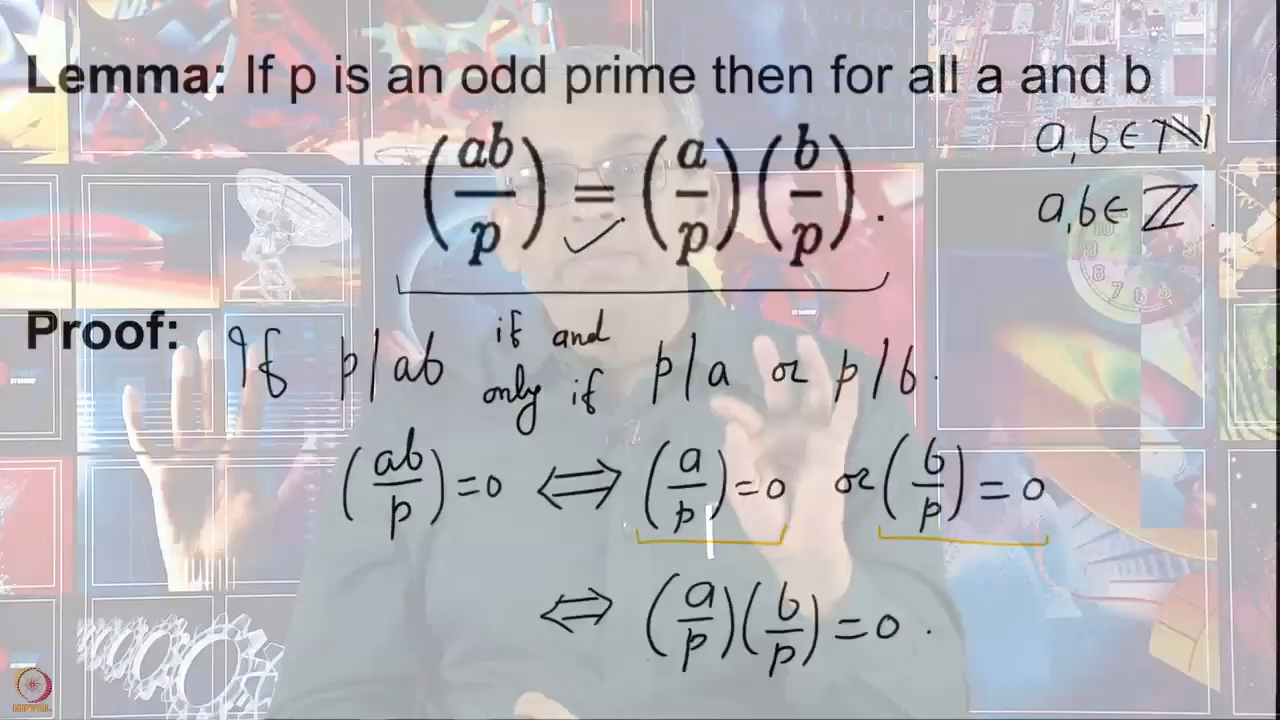 Lemma: If p is an odd prime then for all a and b
a,b ∈ ℕ
(ab/p) = (a/p)(b/p).
a,b ∈ ℤ.
Proof: If p|ab if and only if p|a or p|b.
(ab/p)=0 ⟺ (a/p)=0 or (b/p)=0
⟺ (a/p)(b/p)=0.
NPTEL